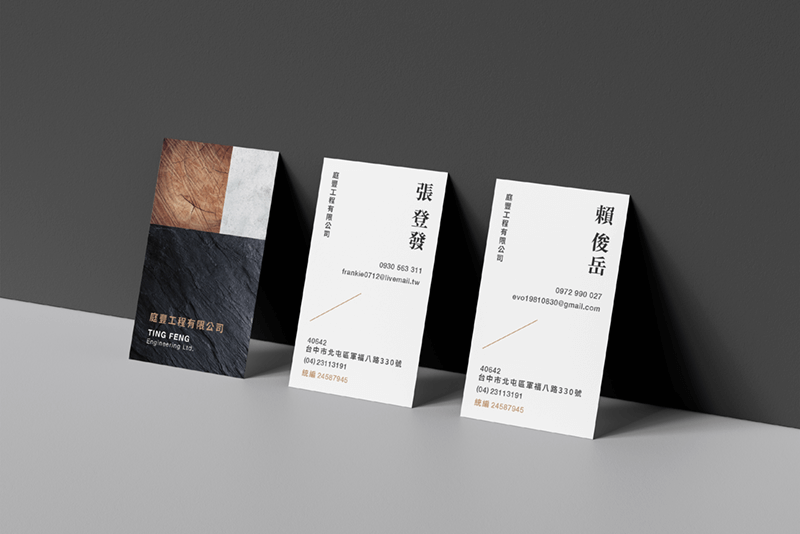 庭豐工程有限公司
TING FENG
Engineering Ltd.
庭豐工程有限公司
張登發
0930 563 311
frankie0712@livemail.tw
40642
台中市北屯區軍福八路330號
(04) 23113191
統編 24587945
庭豐工程有限公司
賴俊岳
0972 990 027
evo19810830@gmail.com
40642
台中市北屯區軍福八路330號
(04) 23113191
統編 24587945